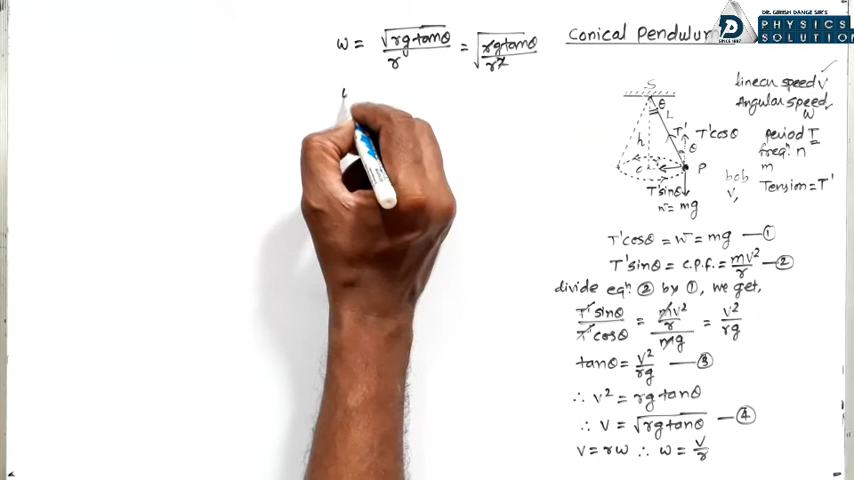 DR. GIRISH DANGE SIR'S
PHYSICS
SOLUTION
SINCE 1987
ω = √(rg tanθ) / r = √(rg tanθ / r²)
Conical Pendulum
linear speed v
Angular speed
ω
period T
freq. n
m
Tension = T'
S
θ
L
h
T'
T'cosθ
θ
P
bob
v,
T'sinθ
w = mg
T'cosθ = w = mg — ①
T'sinθ = c.p.f. = mv²/r — ②
divide eqⁿ ② by ①, we get,
T'sinθ / T'cosθ = (mv²/r) / mg = v²/rg
tanθ = v²/rg — ③
∴ v² = rg tanθ
∴ v = √(rg tanθ) — ④
v = rω ∴ ω = v/r